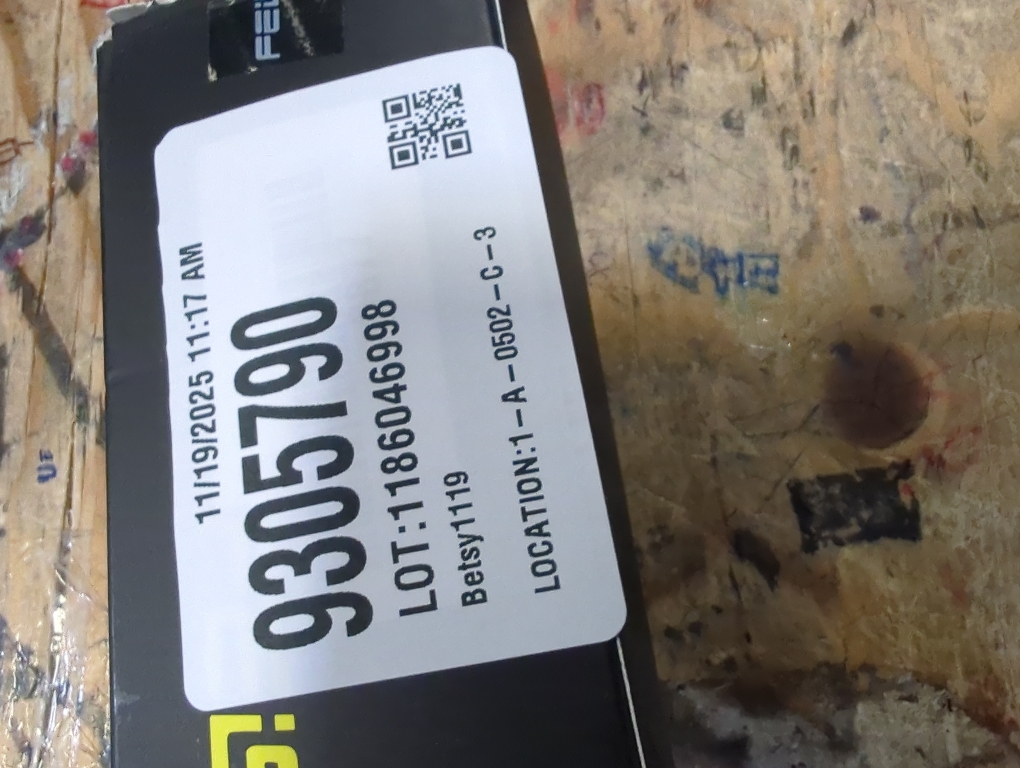 11/19/2025 11:17 AM
9305790
LOT:1186046998
Betsy1119
LOCATION:1-A-0502-C-3